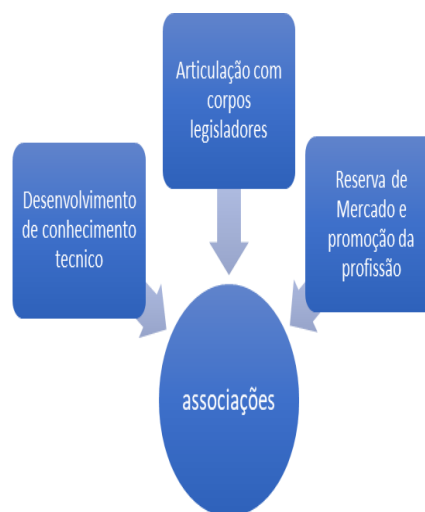 Articulação com
corpos
legisladores
Desenvolvimento
de conhecimento
tecnico
Reserva de
Mercado e
promoção da
profissão
associações